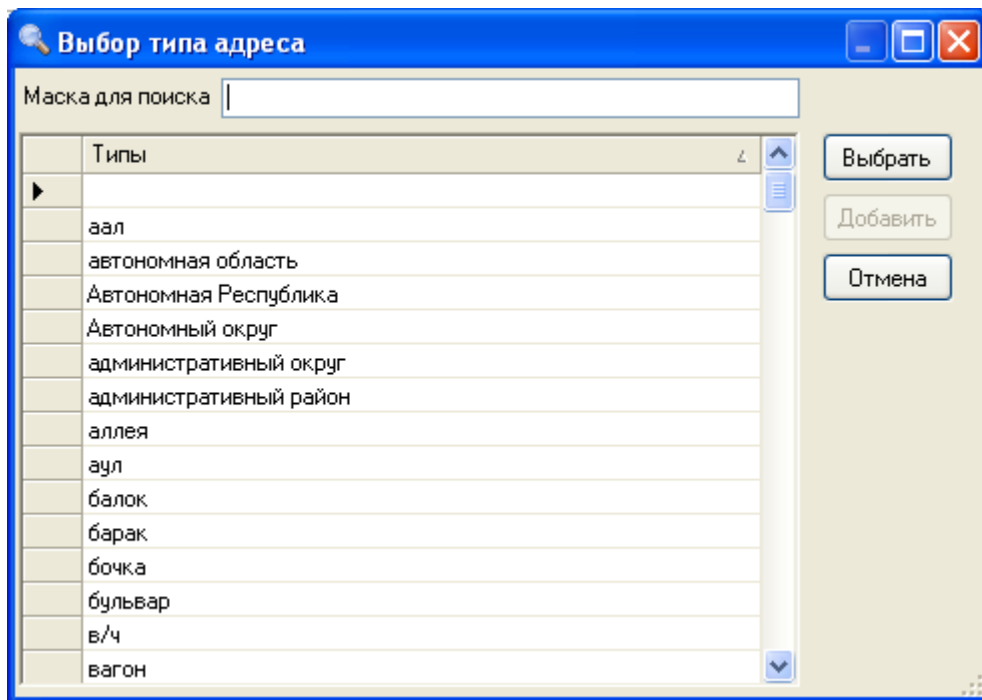 Выбор типа адреса
Маска для поиска
Типы
Выбрать
аал
Добавить
автономная область
Отмена
Автономная Республика
Автономный округ
административный округ
административный район
аллея
аул
балок
барак
бочка
бульвар
в/ч
вагон